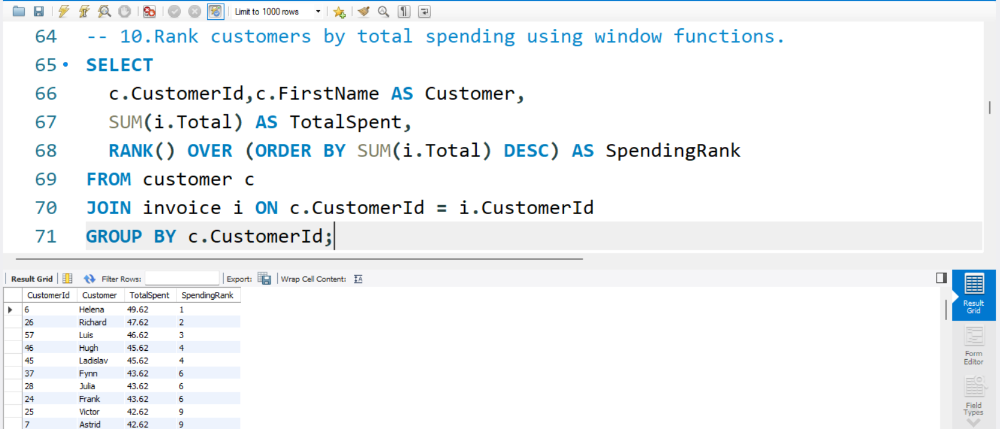 Limit to 1000 rows
64 -- 10.Rank customers by total spending using window functions.
65 SELECT
66 c.CustomerId,c.FirstName AS Customer,
67 SUM(i.Total) AS TotalSpent,
68 RANK() OVER (ORDER BY SUM(i.Total) DESC) AS SpendingRank
69 FROM customer c
70 JOIN invoice i ON c.CustomerId = i.CustomerId
71 GROUP BY c.CustomerId;
Result Grid Filter Rows: Export: Wrap Cell Content: IA
CustomerId Customer TotalSpent SpendingRank
6 Helena 49.62 1
26 Richard 47.62 2
57 Luis 46.62 3
46 Hugh 45.62 4
45 Ladislav 45.62 4
37 Fynn 43.62 6
28 Julia 43.62 6
24 Frank 43.62 6
25 Victor 42.62 9
7 Astrid 42.62 9
Result
Grid
Form
Editor
Field
Types